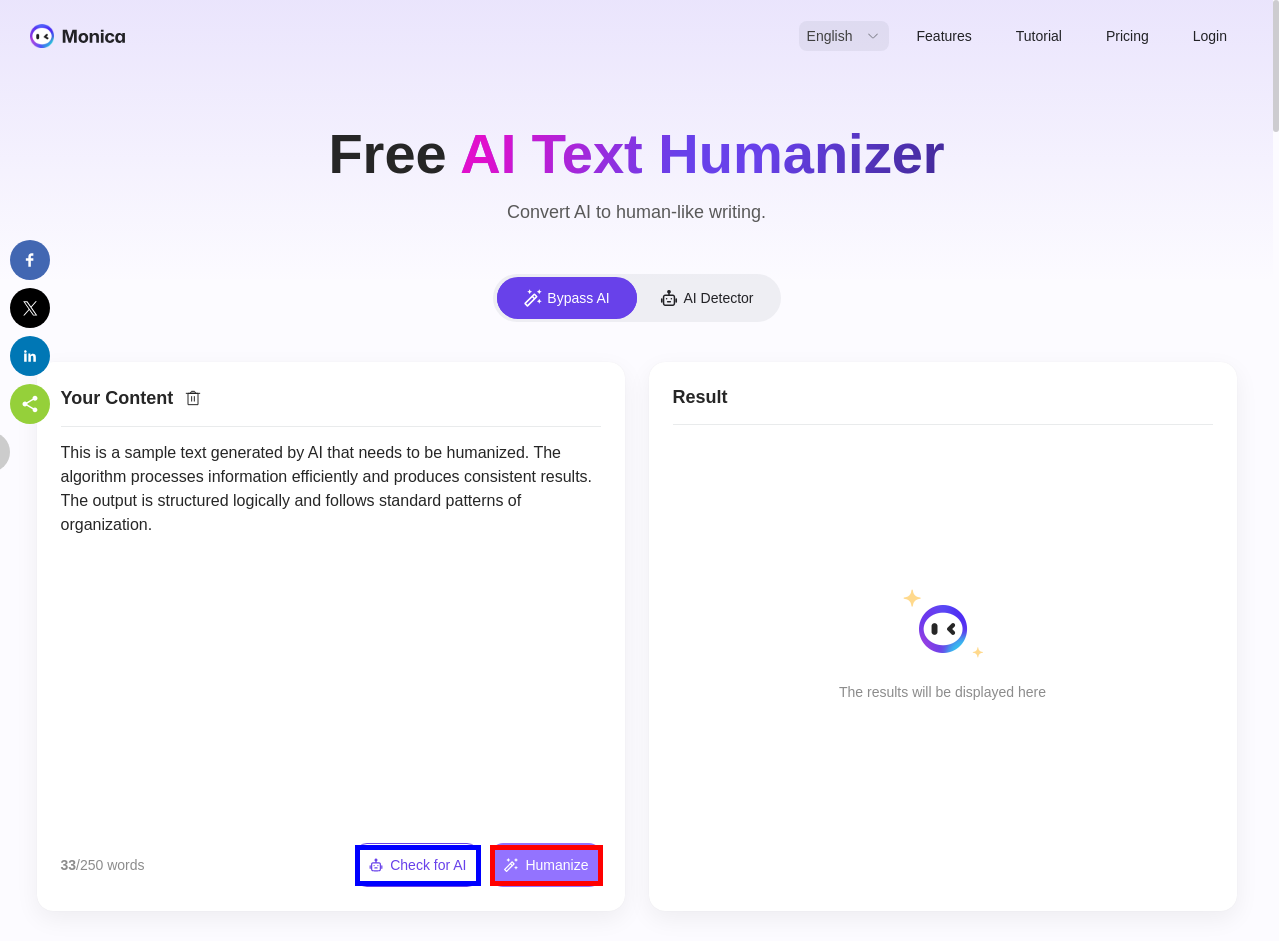 Monica
English
Features
Tutorial
Pricing
Login
Free AI Text Humanizer
Convert AI to human-like writing.
Bypass AI
AI Detector
Your Content
This is a sample text generated by AI that needs to be humanized. The
algorithm processes information efficiently and produces consistent results.
The output is structured logically and follows standard patterns of
organization.
33/250 words
Check for AI
Humanize
Result
The results will be displayed here